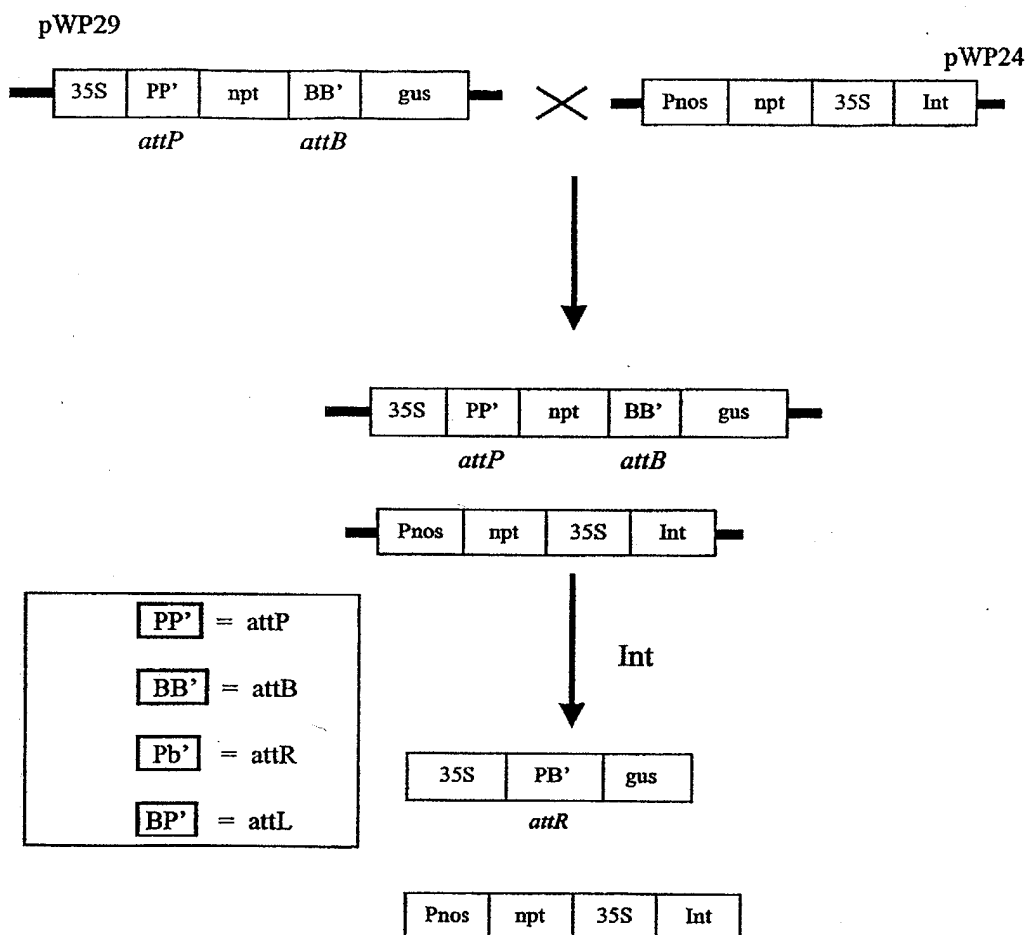 pWP29
pWP24
35S PP' npt BB' gus
attP attB
Pnos npt 35S Int
35S PP' npt BB' gus
attP attB
Pnos npt 35S Int
Int
PP' = attP
BB' = attB
Pb' = attR
BP' = attL
35S PB' gus
attR
Pnos npt 35S Int